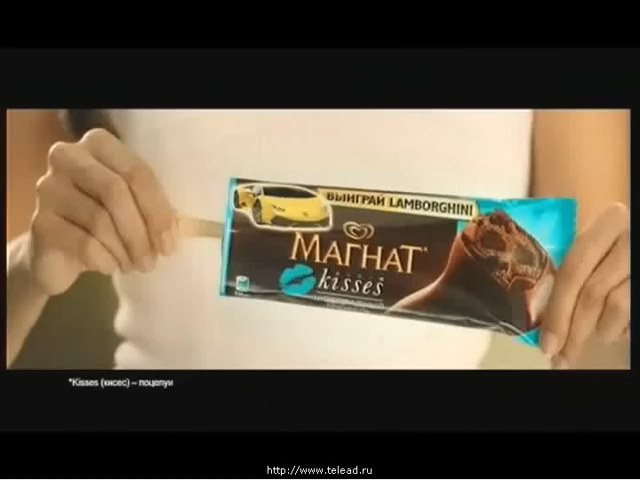 ВЫИГРАЙ LAMBORGHINI
МАГНАТ
kisses
*Kisses (кисес) – поцелуи
http://www.telead.ru